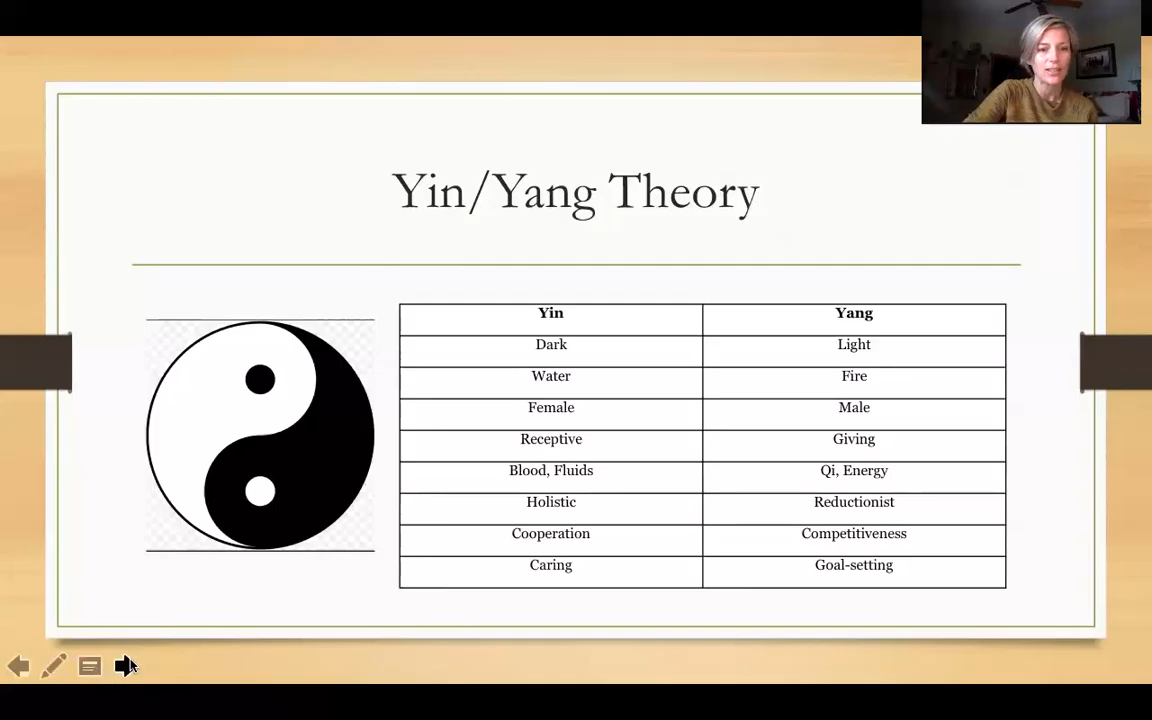 Yin/Yang Theory
Yin Yang
Dark Light
Water Fire
Female Male
Receptive Giving
Blood, Fluids Qi, Energy
Holistic Reductionist
Cooperation Competitiveness
Caring Goal-setting